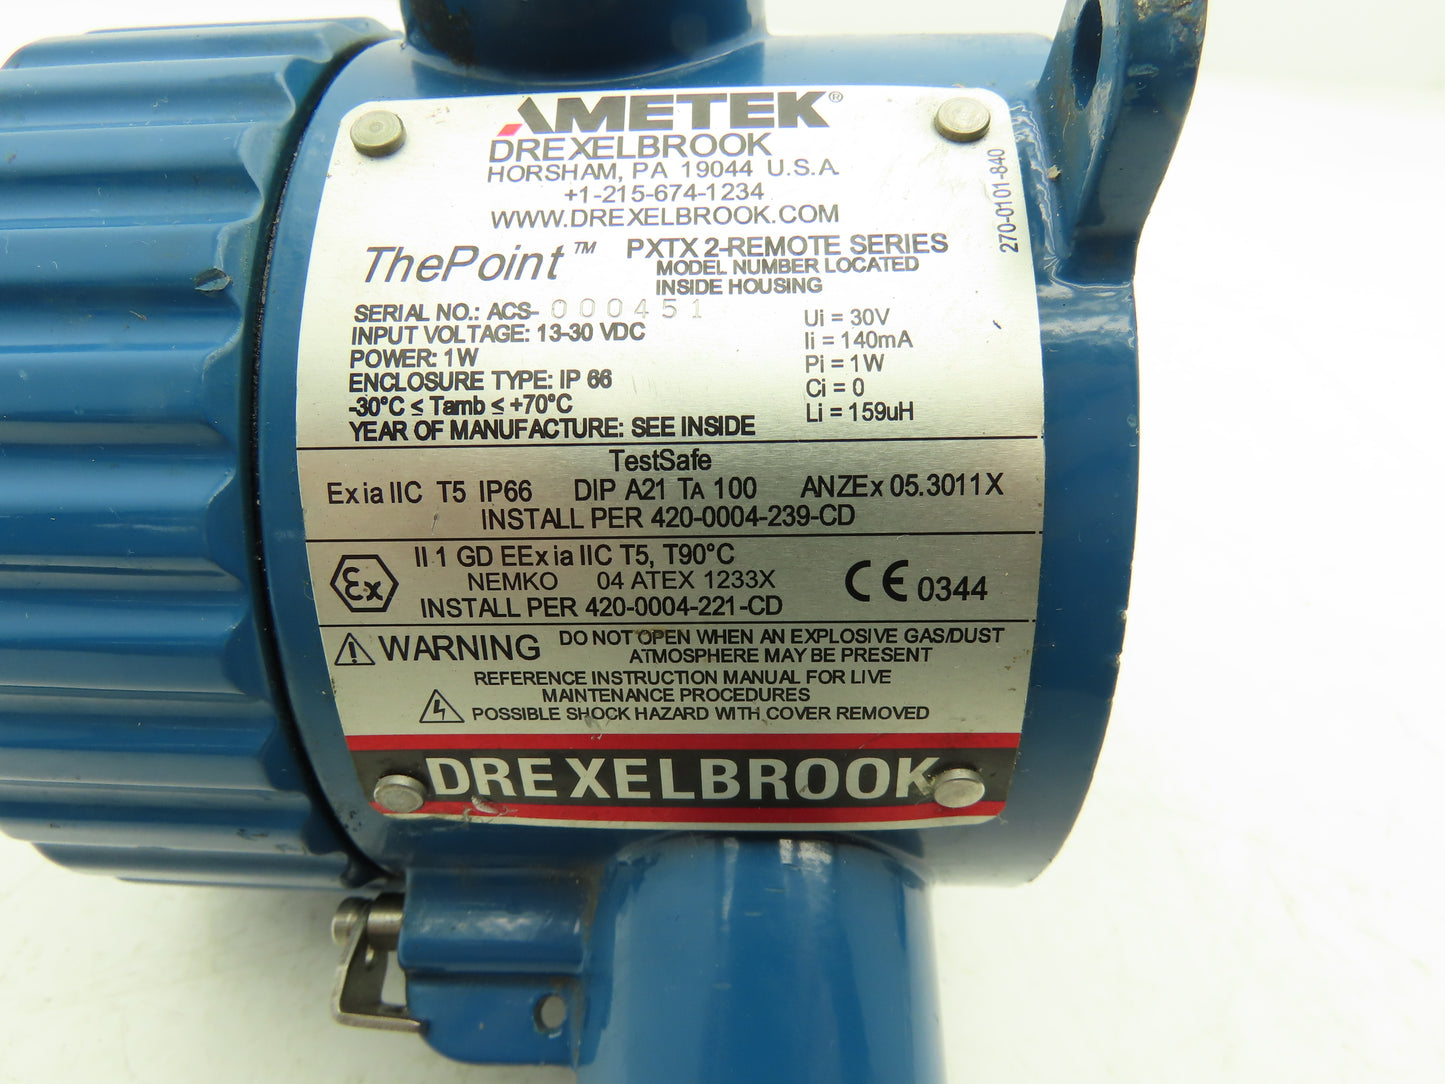 AMETEK®
DREXELBROOK
HORSHAM, PA 19044 U.S.A.
+1-215-674-1234
WWW.DREXELBROOK.COM
ThePoint™ PXTX 2-REMOTE SERIES
MODEL NUMBER LOCATED
INSIDE HOUSING
270-0101-840
SERIAL NO.: ACS-000451
INPUT VOLTAGE: 13-30 VDC
POWER: 1W
ENCLOSURE TYPE: IP 66
-30°C ≤ Tamb ≤ +70°C
YEAR OF MANUFACTURE: SEE INSIDE
Ui = 30V
Ii = 140mA
Pi = 1W
Ci = 0
Li = 159uH
TestSafe
Ex ia IIC T5 IP66 DIP A21 TA 100 ANZEx 05.3011X
INSTALL PER 420-0004-239-CD
Ex II 1 GD EEx ia IIC T5, T90°C
NEMKO 04 ATEX 1233X
INSTALL PER 420-0004-221-CD
CE 0344
WARNING DO NOT OPEN WHEN AN EXPLOSIVE GAS/DUST
ATMOSPHERE MAY BE PRESENT
REFERENCE INSTRUCTION MANUAL FOR LIVE
MAINTENANCE PROCEDURES
POSSIBLE SHOCK HAZARD WITH COVER REMOVED
DREXELBROOK